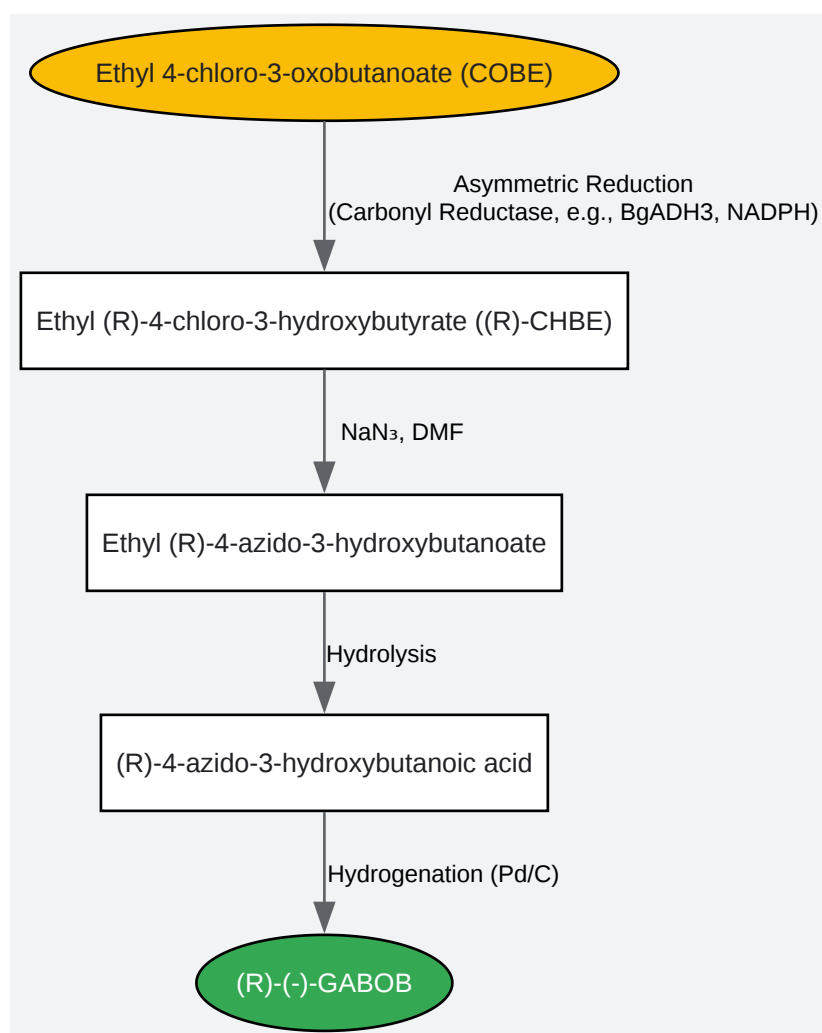 Ethyl 4-chloro-3-oxobutanoate (COBE)
Asymmetric Reduction
(Carbonyl Reductase, e.g., BgADH3, NADPH)
Ethyl (R)-4-chloro-3-hydroxybutyrate ((R)-CHBE)
NaN₃, DMF
Ethyl (R)-4-azido-3-hydroxybutanoate
Hydrolysis
(R)-4-azido-3-hydroxybutanoic acid
Hydrogenation (Pd/C)
(R)-(-)-GABOB